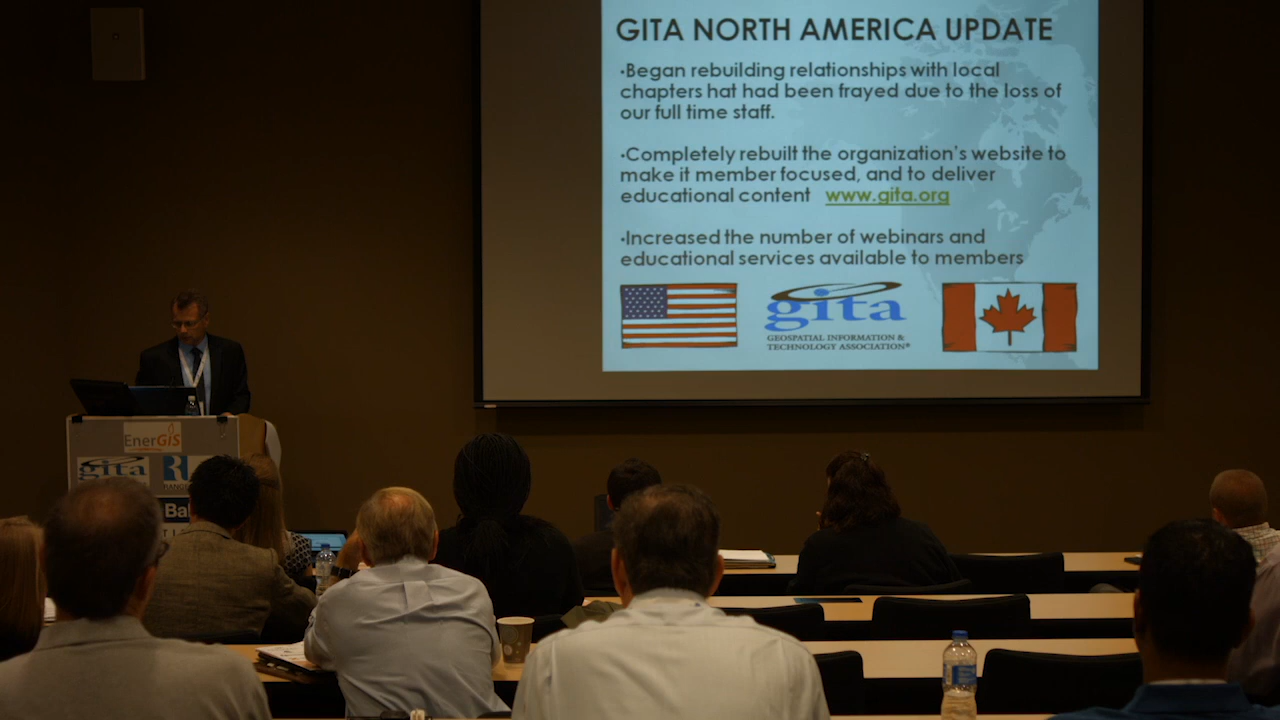 GITA NORTH AMERICA UPDATE
•Began rebuilding relationships with local
chapters hat had been frayed due to the loss of
our full time staff.
•Completely rebuilt the organization's website to
make it member focused, and to deliver
educational content www.gita.org
•Increased the number of webinars and
educational services available to members
gita
GEOSPATIAL INFORMATION &
TECHNOLOGY ASSOCIATION®
EnerGIS
gita